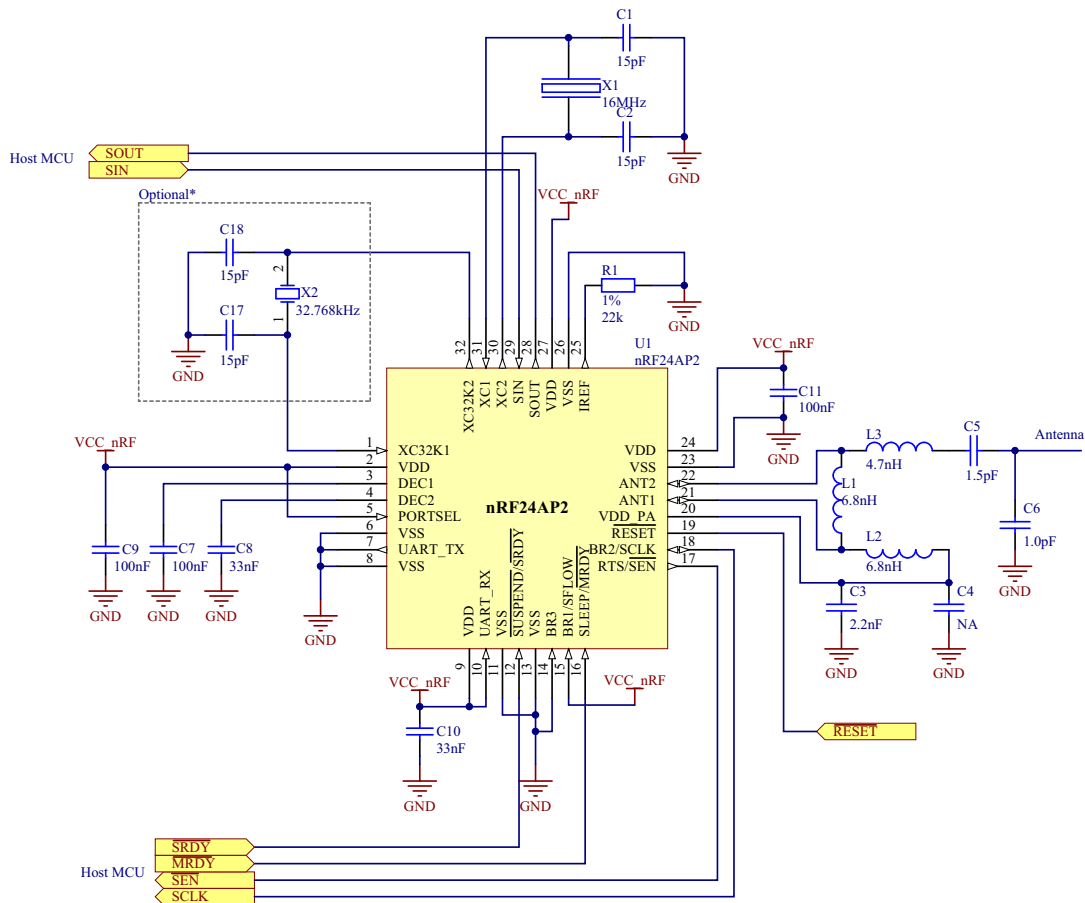 C1
15pF
X1
16MHz
C2
15pF
GND
Host MCU
SOUT
SIN
VCC_nRF
Optional*
C18
15pF
2
X2
32.768kHz
1
C17
15pF
GND
R1
1%
22k
GND
U1
nRF24AP2
32
31
30
29
28
27
26
25
XC32K2
XC1
XC2
SIN
SOUT
VDD
VSS
IREF
VCC_nRF
C11
100nF
GND
VCC_nRF
1 XC32K1
2 VDD
3 DEC1
4 DEC2
5 PORTSEL
6 VSS
7 UART_TX
8 VSS
nRF24AP2
VDD 24
VSS 23
ANT2 22
ANT1 21
VDD_PA 20
RESET 19
BR2/SCLK 18
RTS/SEN 17
L3
4.7nH
C5
1.5pF
Antenna
L1
6.8nH
L2
6.8nH
C6
1.0pF
GND
C3
2.2nF
GND
C4
NA
GND
C9
100nF
GND
C7
100nF
GND
C8
33nF
GND
GND
VDD
UART_RX
VSS
SUSPEND/SRDY
VSS
BR3
BR1/SFLOW
SLEEP/MRDY
9
10
11
12
13
14
15
16
VCC_nRF
C10
33nF
GND
GND
VCC_nRF
RESET
Host MCU
SRDY
MRDY
SEN
SCLK